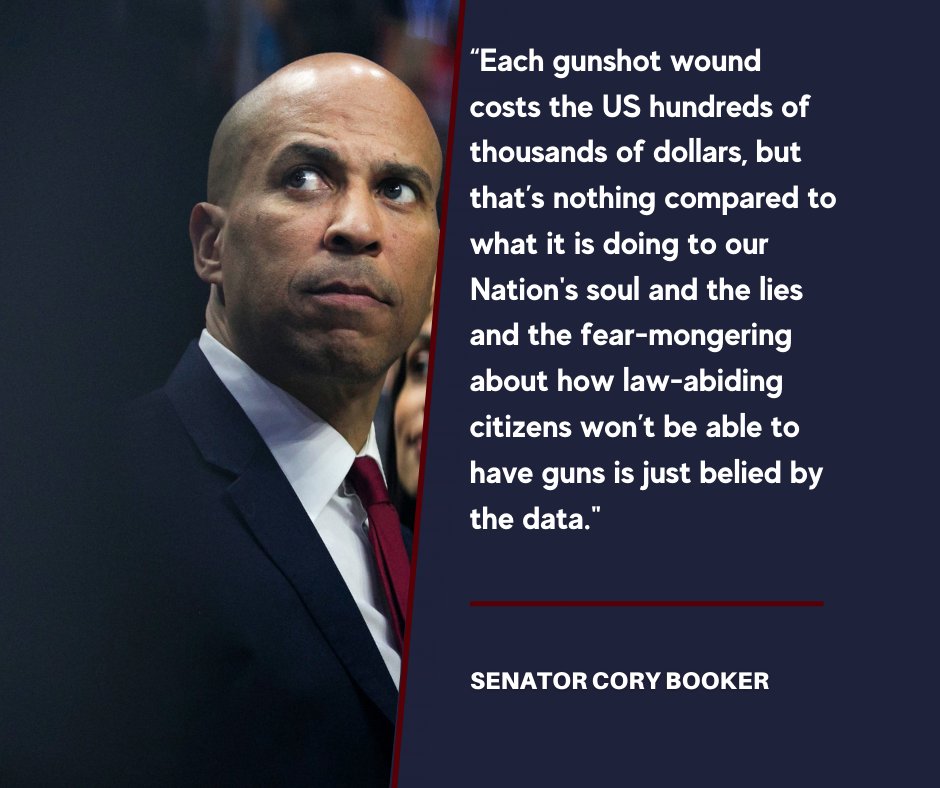 “Each gunshot wound
costs the US hundreds of
thousands of dollars, but
that’s nothing compared to
what it is doing to our
Nation's soul and the lies
and the fear-mongering
about how law-abiding
citizens won’t be able to
have guns is just belied by
the data."
SENATOR CORY BOOKER